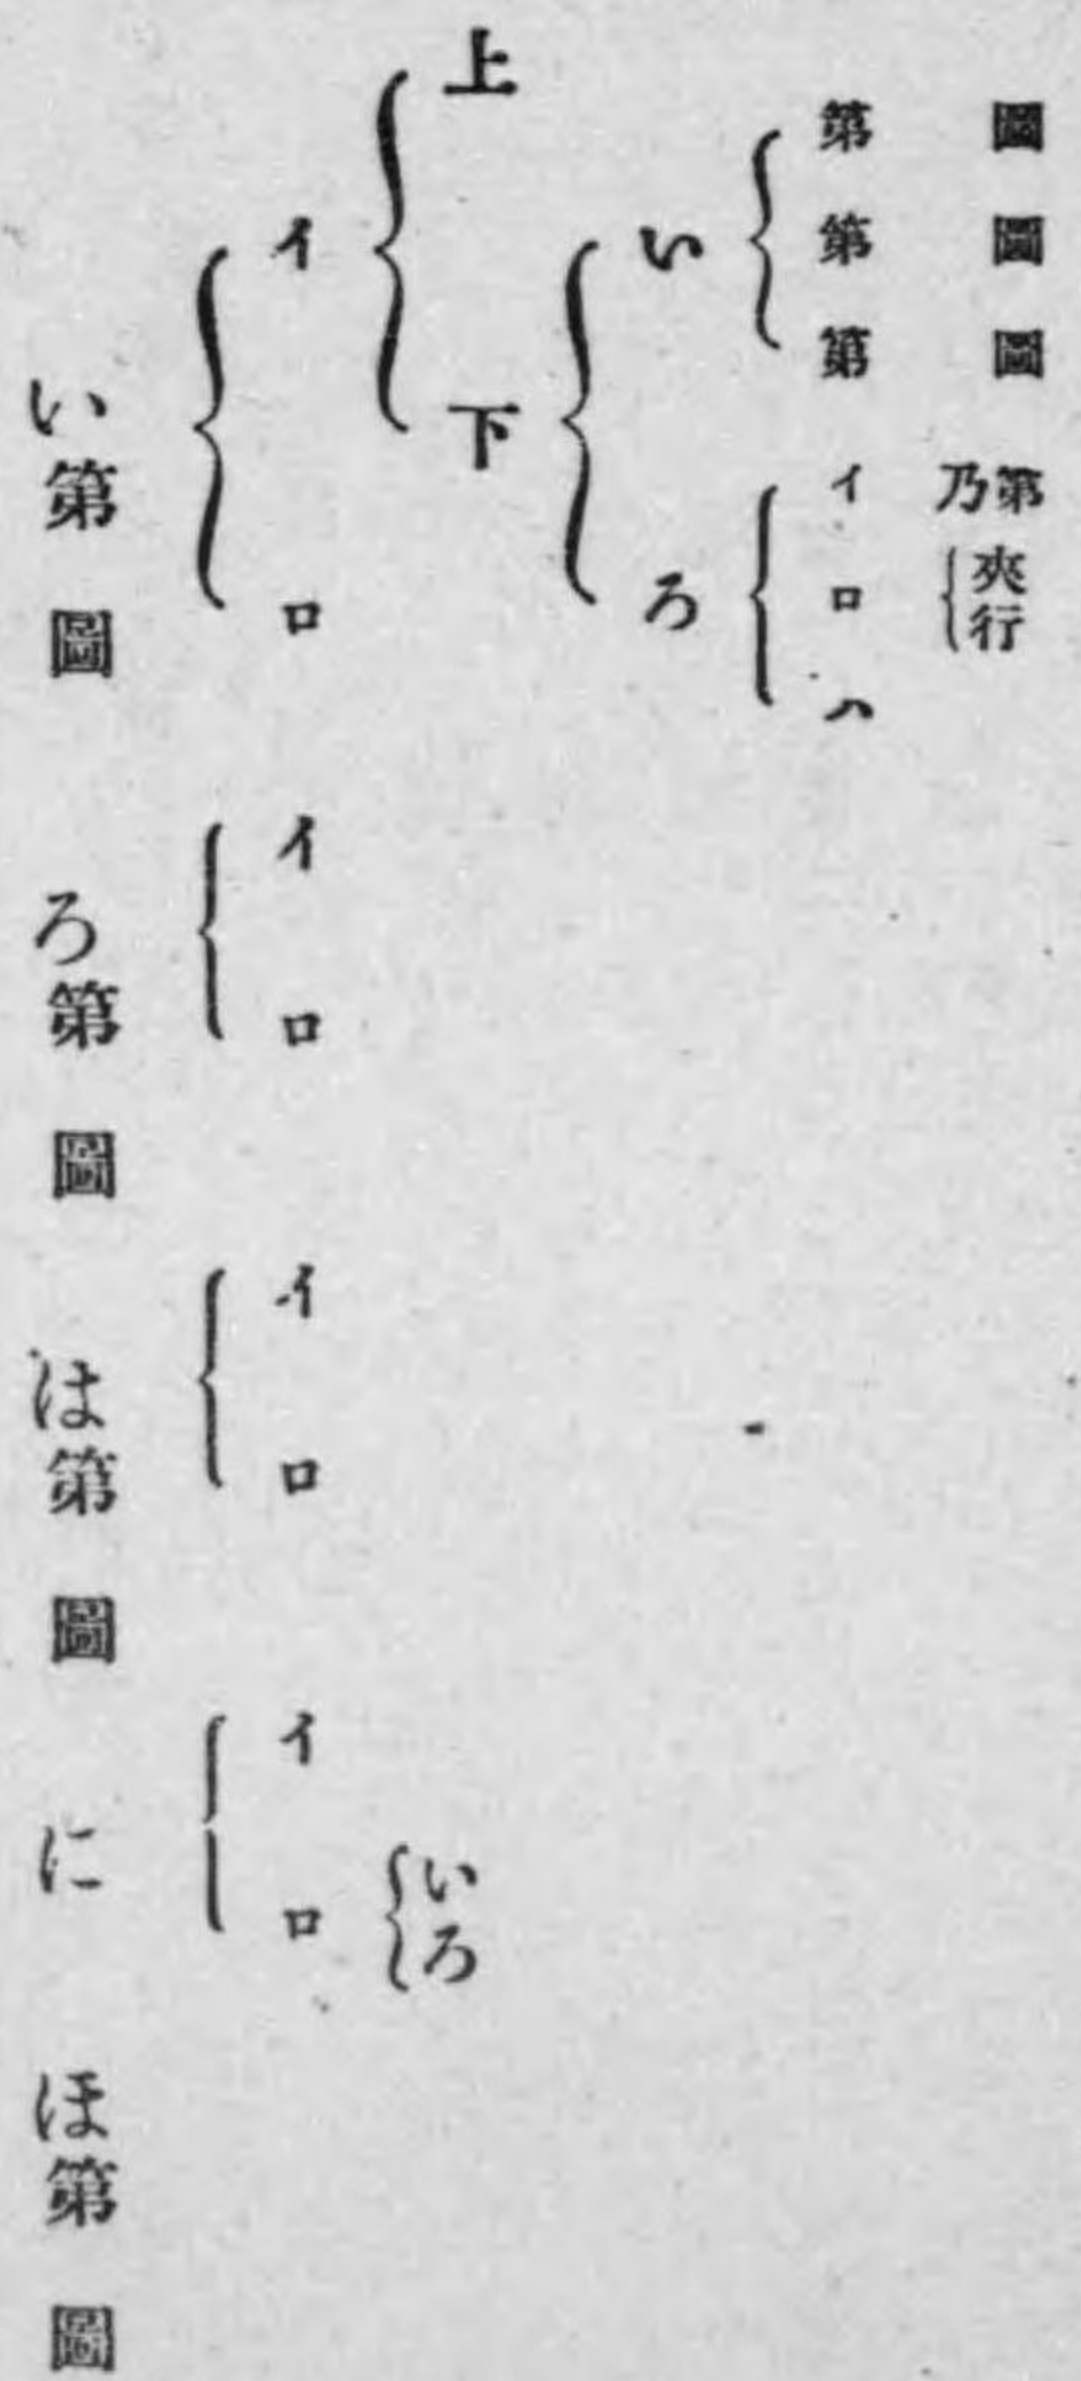 い第 圖 ろ第 圖 は第 圖 に ほ第 圖
イ ロ イ ロ イ ロ イ ロ
上 下
いろ
い ろ
第 圖
第 圖
第 圖
イ 乃第
ロ 夾行
ハ